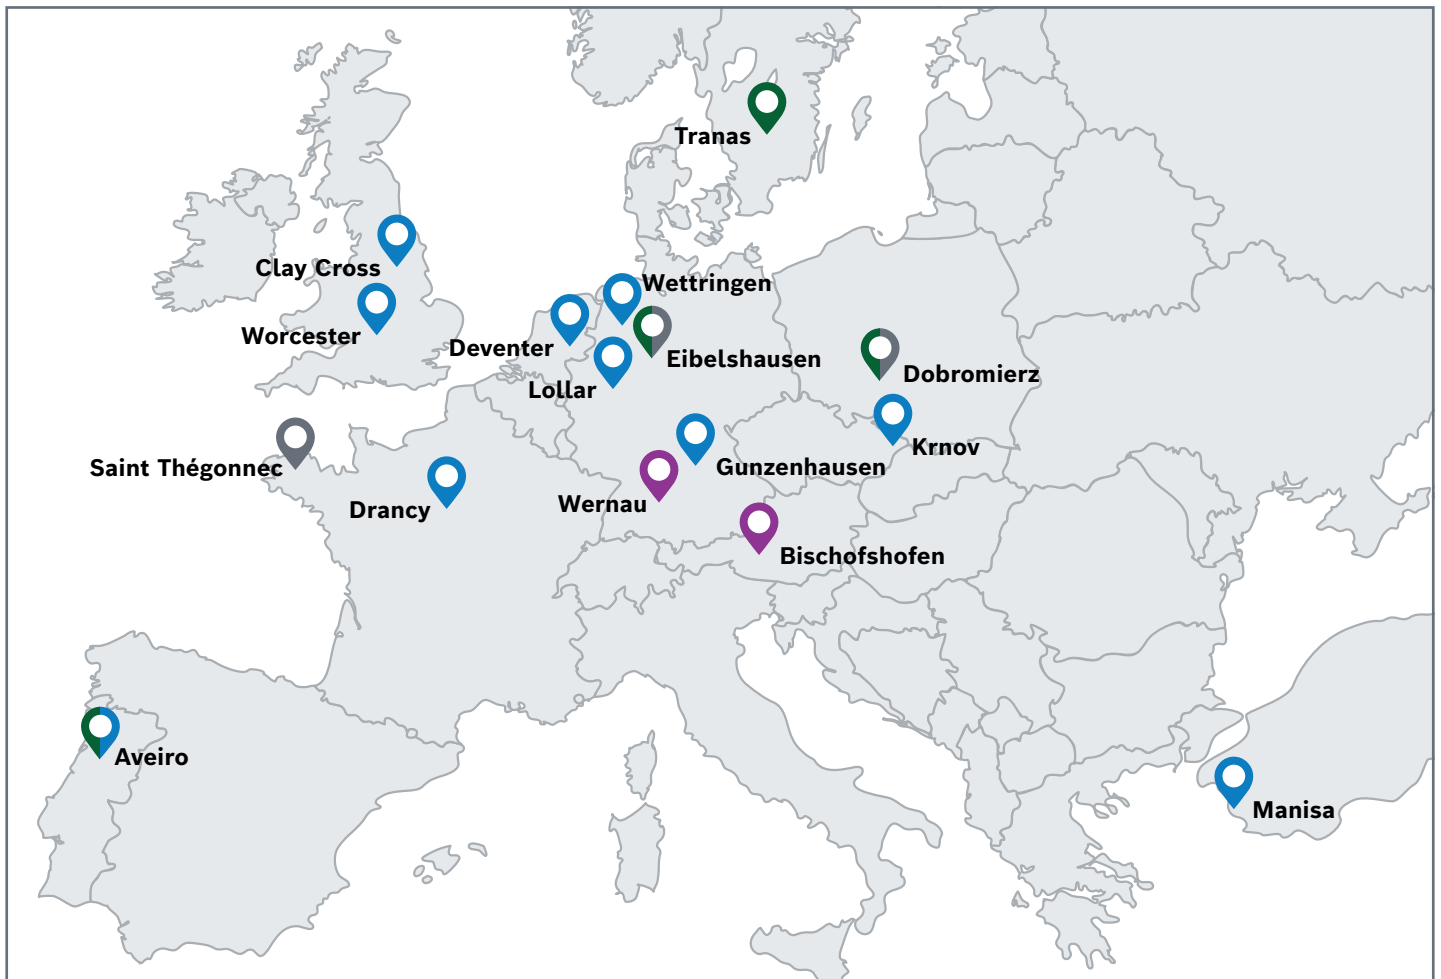 Tranas
Clay Cross
Wettringen
Worcester
Deventer
Eibelshausen
Dobromierz
Lollar
Krnov
Saint Thégonnec
Gunzenhausen
Drancy
Wernau
Bischofshofen
Aveiro
Manisa